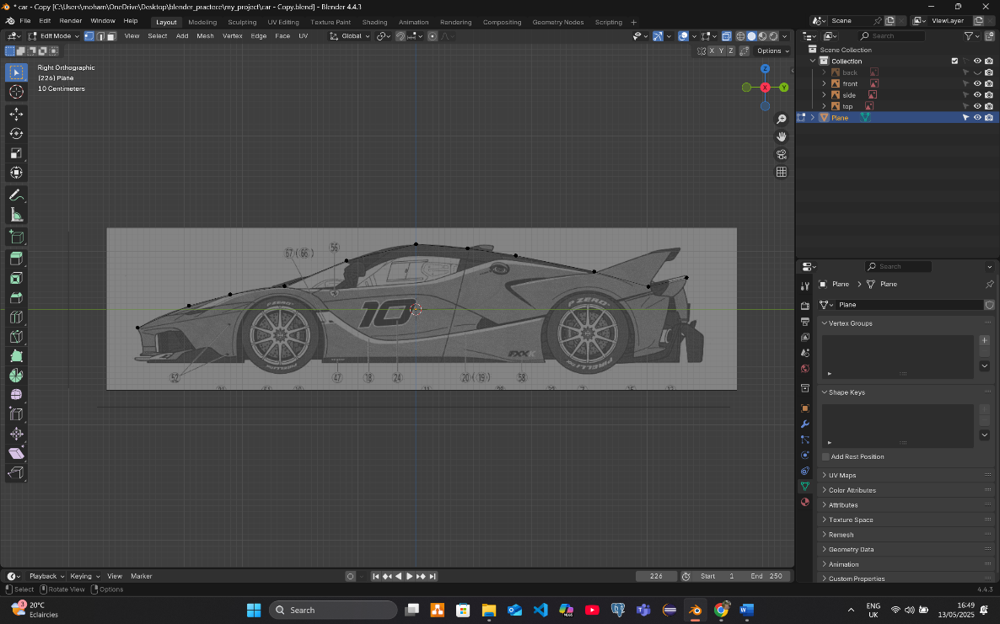 * car - Copy [C:\Users\moham\OneDrive\Desktop\blender_practece\my_project\car - Copy.blend] - Blender 4.4.3
File Edit Render Window Help Layout Modeling Sculpting UV Editing Texture Paint Shading Animation Rendering Compositing Geometry Nodes Scripting + Scene ViewLayer
Edit Mode View Select Add Mesh Vertex Edge Face UV Global Search
X Y Z Options
Right Orthographic
(226) Plane
10 Centimeters
Z
X
Y
Scene Collection
Collection
back
front
side
top
Plane
67(66) 56
P ZERO P ZERO
10
FXXK
PIRELLI PIRELLI
52 47 18 24 20(19) 58
Search
Plane Plane
Plane
Vertex Groups
Shape Keys
Add Rest Position
UV Maps
Color Attributes
Attributes
Texture Space
Remesh
Geometry Data
Animation
Custom Properties
Playback Keying View Marker 226 Start 1 End 250
Select Rotate View Options 4.4.3
3
20°C
Eclaircies
Search
M365
ENG
UK
16:49
13/05/2025